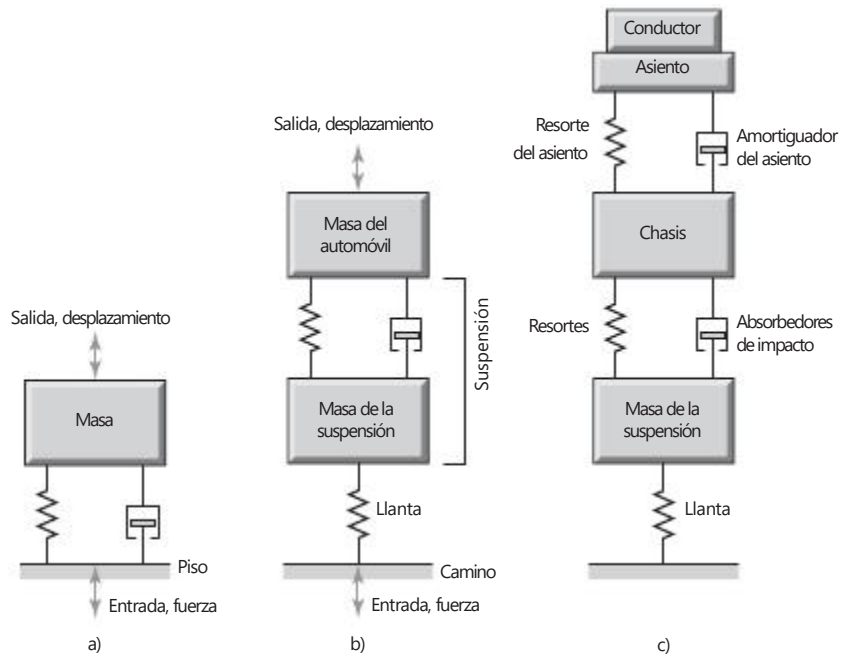 Salida, desplazamiento
Masa
Piso
Entrada, fuerza
a)
Salida, desplazamiento
Masa del
automóvil
Suspensión
Masa de la
suspensión
Llanta
Camino
Entrada, fuerza
b)
Conductor
Asiento
Resorte
del asiento
Amortiguador
del asiento
Chasis
Resortes
Absorbedores
de impacto
Masa de la
suspensión
Llanta
c)